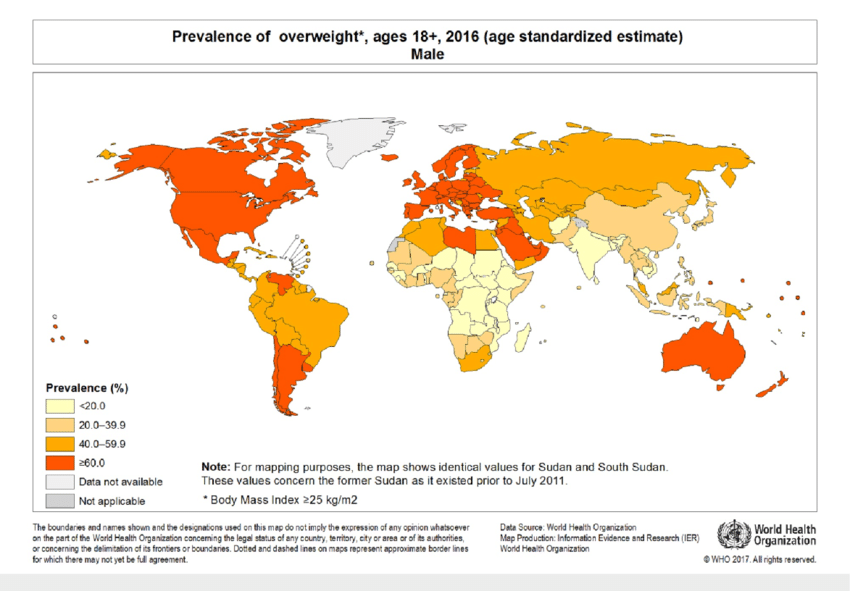 Prevalence of overweight*, ages 18+, 2016 (age standardized estimate)
Male
Prevalence (%)
<20.0
20.0–39.9
40.0–59.9
≥60.0
Data not available
Not applicable
Note: For mapping purposes, the map shows identical values for Sudan and South Sudan.
These values concern the former Sudan as it existed prior to July 2011.
* Body Mass Index ≥25 kg/m2
The boundaries and names shown and the designations used on this map do not imply the expression of any opinion whatsoever
on the part of the World Health Organization concerning the legal status of any country, territory, city or area or of its authorities,
or concerning the delimitation of its frontiers or boundaries. Dotted and dashed lines on maps represent approximate border lines
for which there may not yet be full agreement.
Data Source: World Health Organization
Map Production: Information Evidence and Research (IER)
World Health Organization
World Health
Organization
© WHO 2017. All rights reserved.